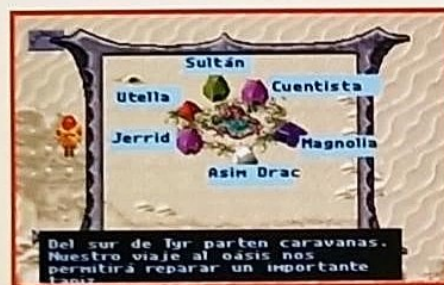 Sultán
Utella
Cuentista
Jerrid
Magnolia
Asim Drac
Del sur de Tyr parten caravanas.
Nuestro viaje al oásis nos
permitirá reparar un importante
tapiz